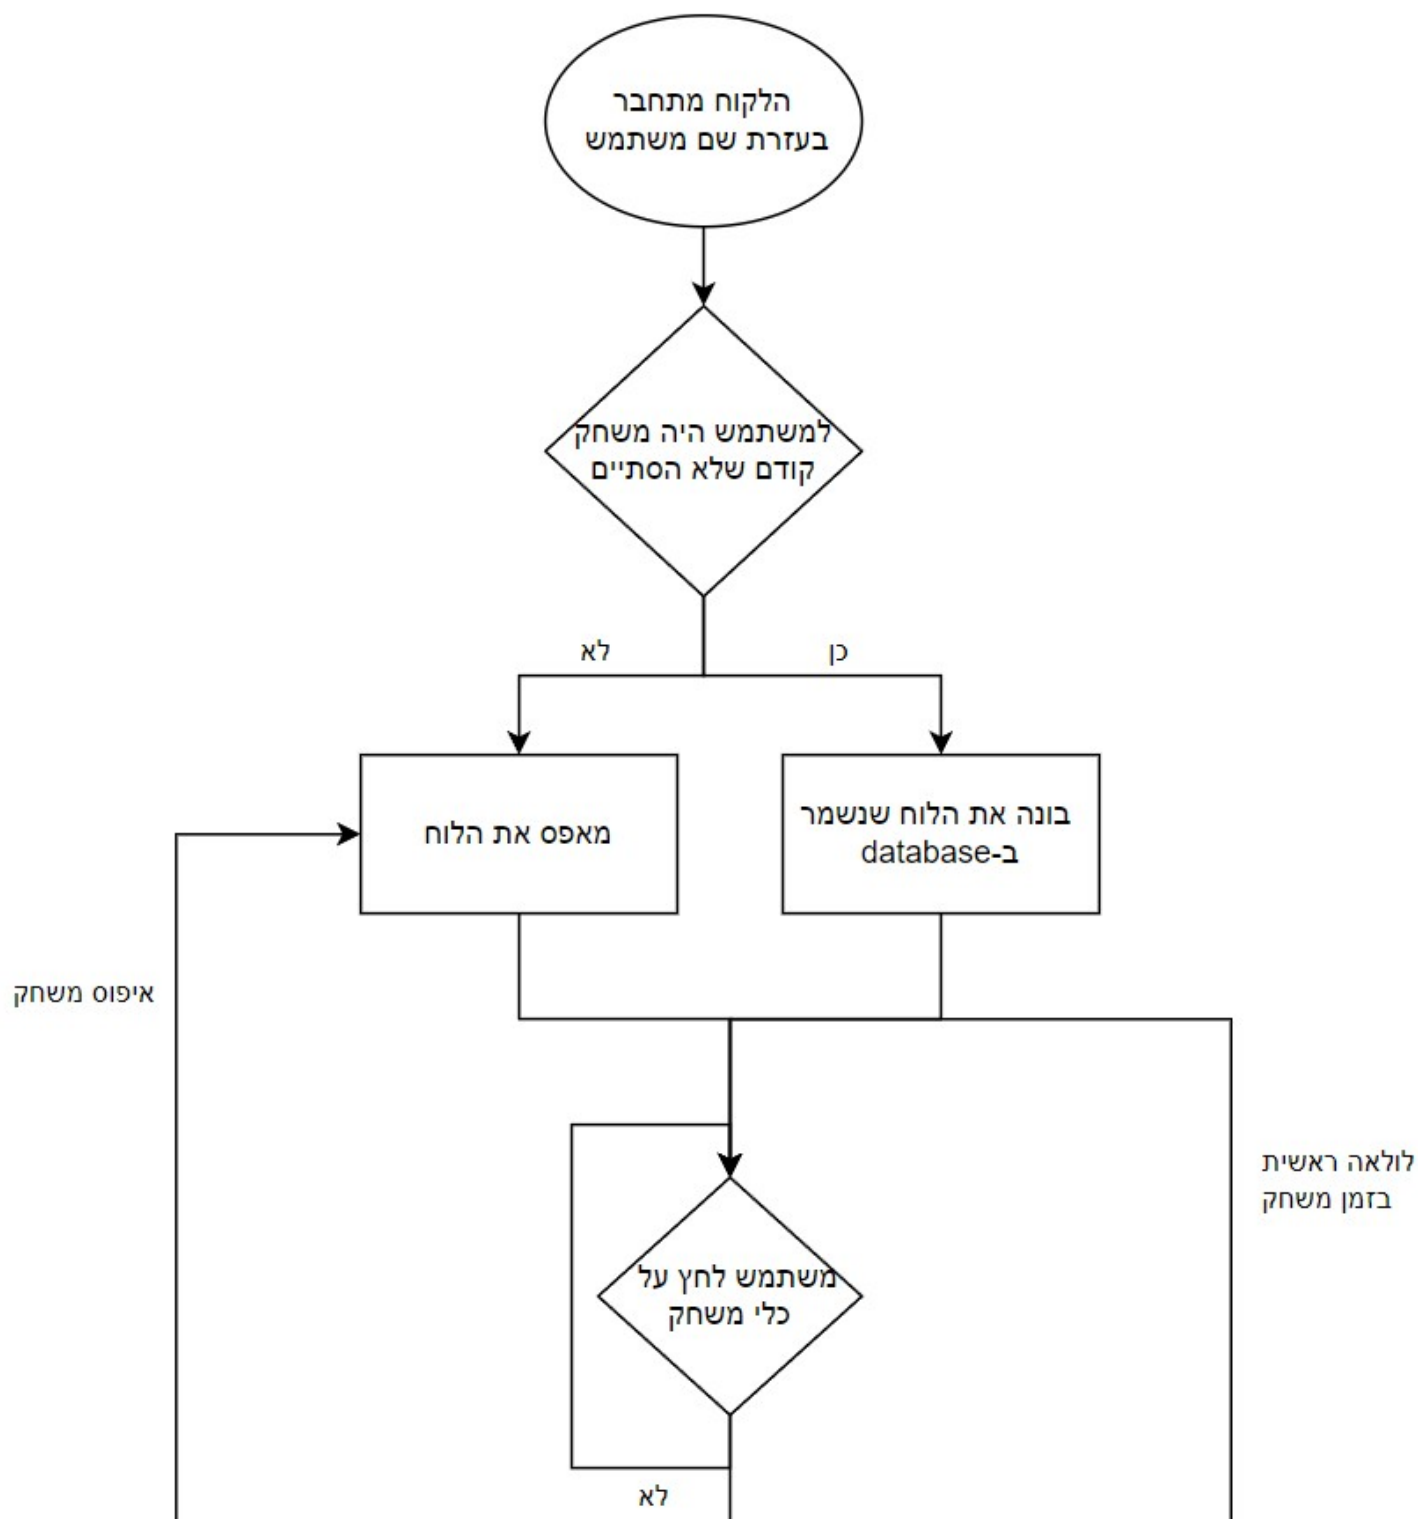 הלקוח מתחבר
בעזרת שם משתמש
למשתמש היה משחק
קודם שלא הסתיים
כן
לא
בונה את הלוח שנשמר
ב-database
מאפס את הלוח
איפוס משחק
לולאה ראשית
בזמן משחק
משתמש לחץ על
כלי משחק
לא